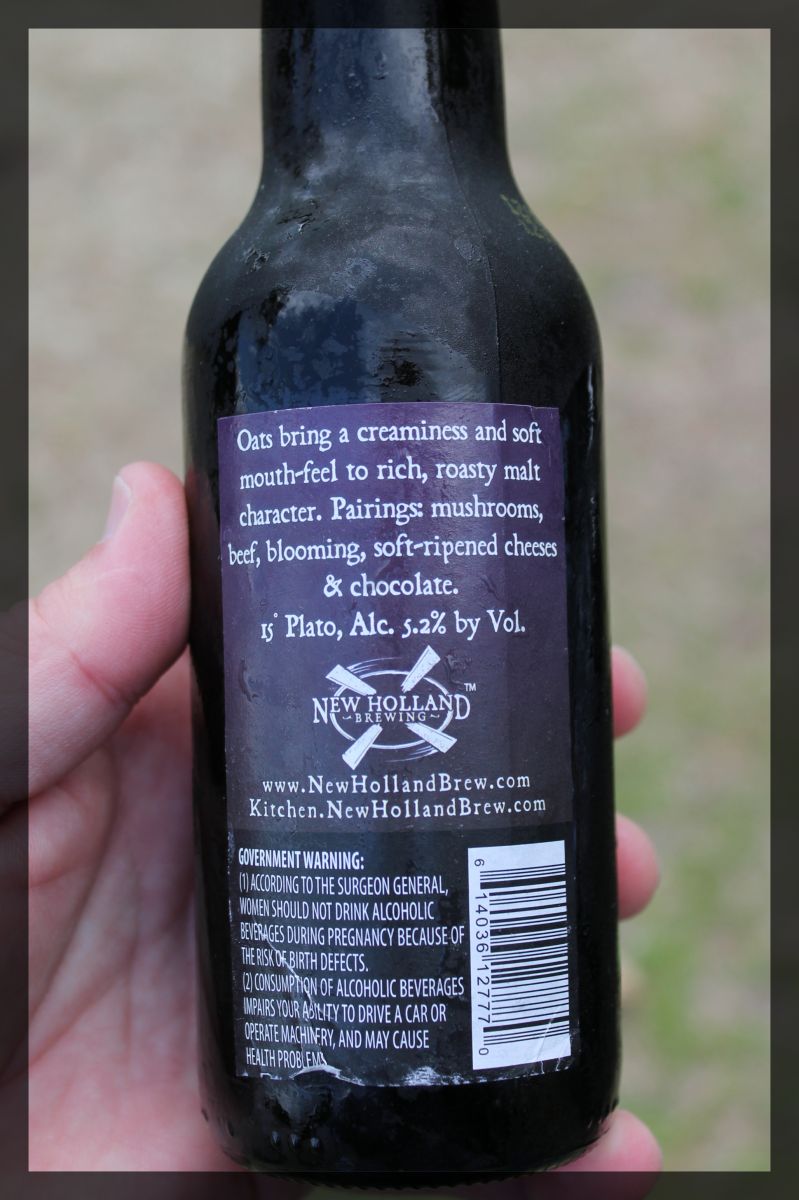 Oats bring a creaminess and soft
mouth-feel to rich, roasty malt
character. Pairings: mushrooms,
beef, blooming, soft-ripened cheeses
& chocolate.
15° Plato, Alc. 5.2% by Vol.
NEW HOLLAND™
BREWING
www.NewHollandBrew.com
Kitchen.NewHollandBrew.com
GOVERNMENT WARNING:
(1) ACCORDING TO THE SURGEON GENERAL,
WOMEN SHOULD NOT DRINK ALCOHOLIC
BEVERAGES DURING PREGNANCY BECAUSE OF
THE RISK OF BIRTH DEFECTS.
(2) CONSUMPTION OF ALCOHOLIC BEVERAGES
IMPAIRS YOUR ABILITY TO DRIVE A CAR OR
OPERATE MACHINERY, AND MAY CAUSE
HEALTH PROBLEMS
6 14036 12777 0